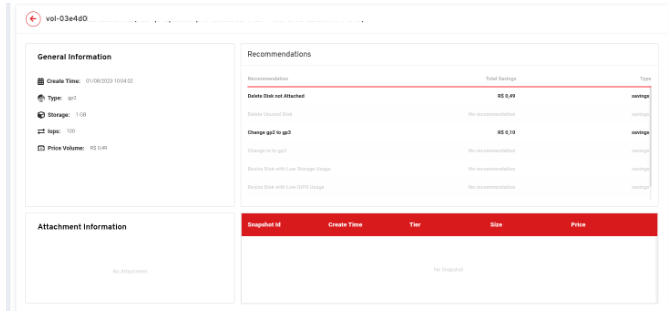 vol-03e4d0
General Information
Create Time: 01/08/2023 10:04:02
Type: gp2
Storage: 1 GB
Iops: 100
Price Volume: R$ 0,49
Recommendations
Recommendation Total Savings Type
Delete Disk not Attached R$ 0,49 savings
Delete Unused Disk No recommendation savings
Change gp2 to gp3 R$ 0,10 savings
Change io to gp3 No recommendation savings
Resize Disk with Low Storage Usage No recommendation savings
Resize Disk with Low IOPS Usage No recommendation savings
Attachment Information
No Attachment
Snapshot Id Create Time Tier Size Price
No Snapshot